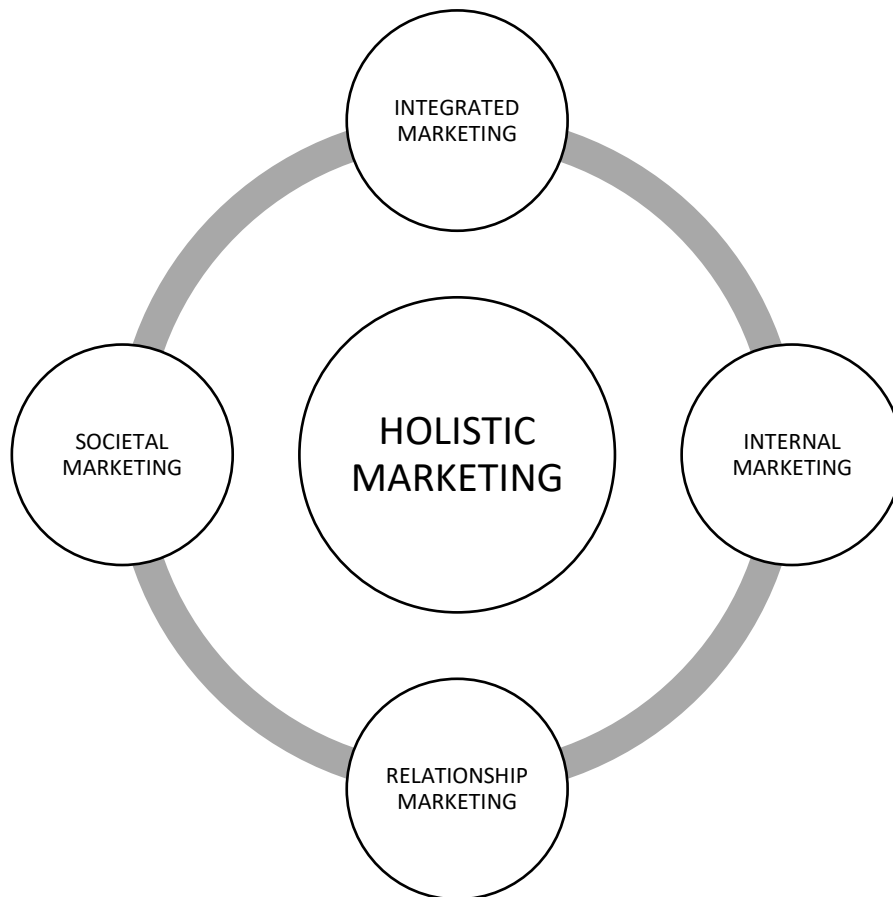 INTEGRATED
MARKETING
SOCIETAL
MARKETING
HOLISTIC
MARKETING
INTERNAL
MARKETING
RELATIONSHIP
MARKETING